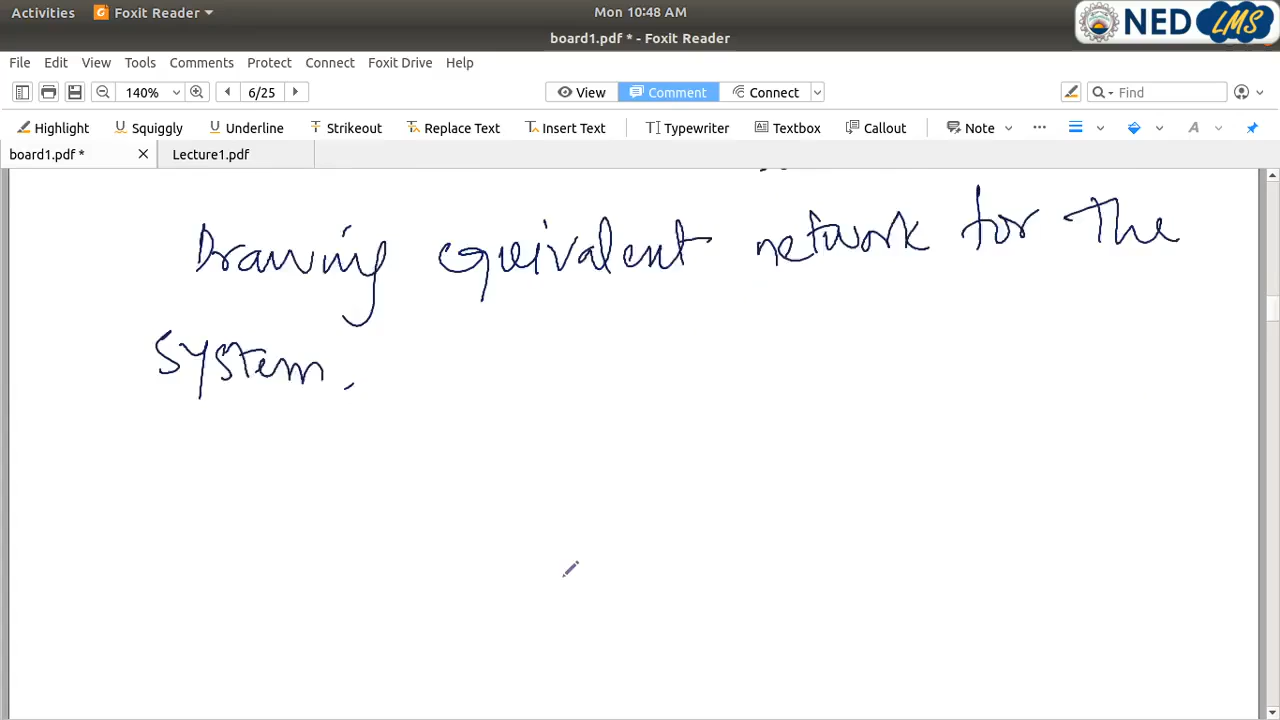 Activities Foxit Reader Mon 10:48 AM
NED LMS
board1.pdf * - Foxit Reader
File Edit View Tools Comments Protect Connect Foxit Drive Help
140% 6/25 View Comment Connect Find
Highlight Squiggly Underline Strikeout Replace Text Insert Text Typewriter Textbox Callout Note ... A
board1.pdf * Lecture1.pdf
Drawing equivalent network for The
system.